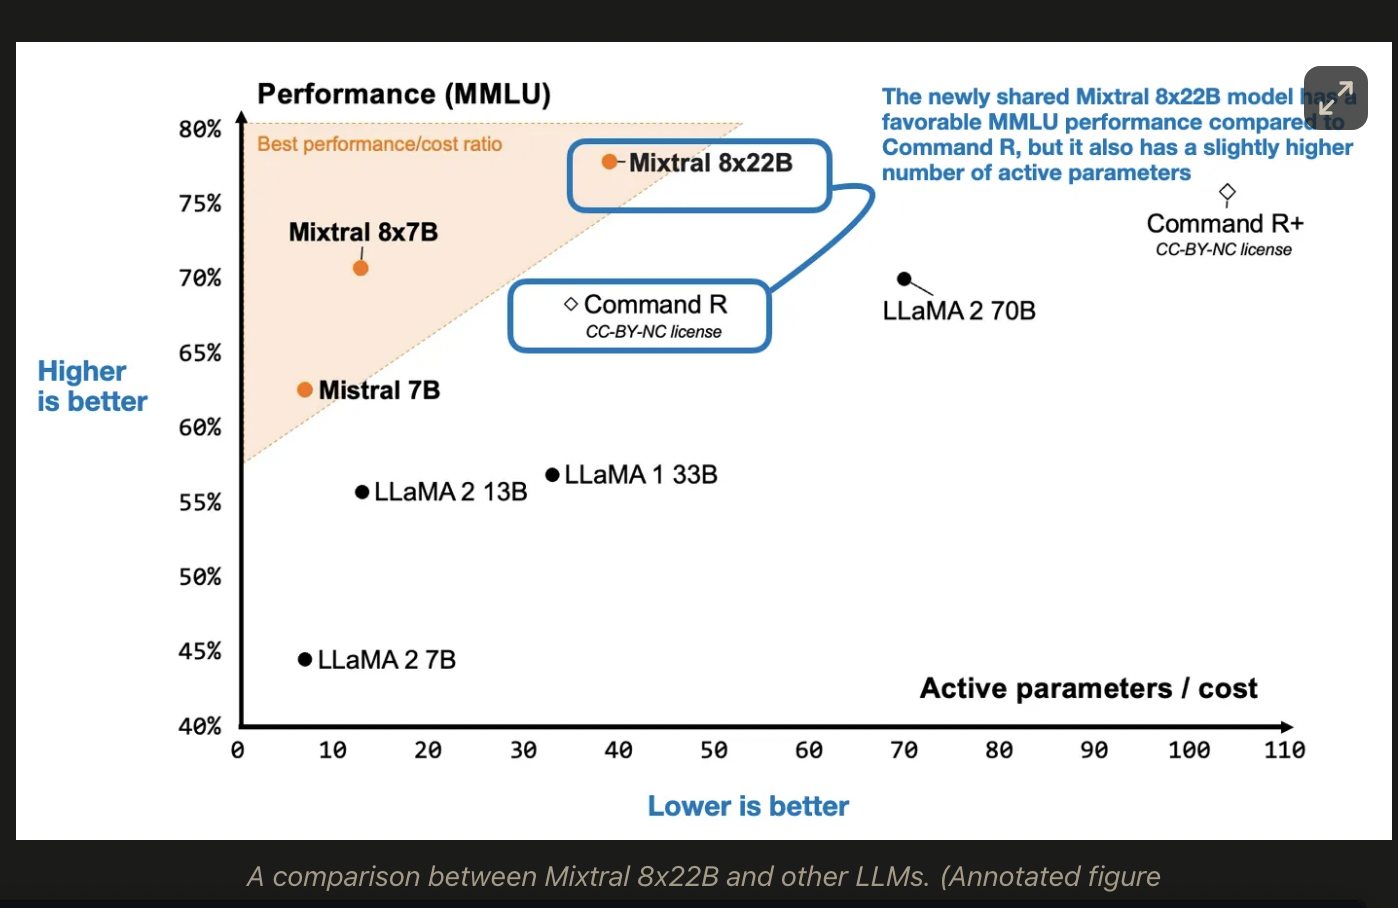 Performance (MMLU)
The newly shared Mixtral 8x22B model has a
favorable MMLU performance compared to
Command R, but it also has a slightly higher
number of active parameters
80%
Best performance/cost ratio
Mixtral 8x22B
75%
Command R+
CC-BY-NC license
Mixtral 8x7B
70%
LLaMA 2 70B
Command R
CC-BY-NC license
65%
Higher
is better
Mistral 7B
60%
LLaMA 1 33B
LLaMA 2 13B
55%
50%
45%
LLaMA 2 7B
Active parameters / cost
40%
0 10 20 30 40 50 60 70 80 90 100 110
Lower is better
A comparison between Mixtral 8x22B and other LLMs. (Annotated figure